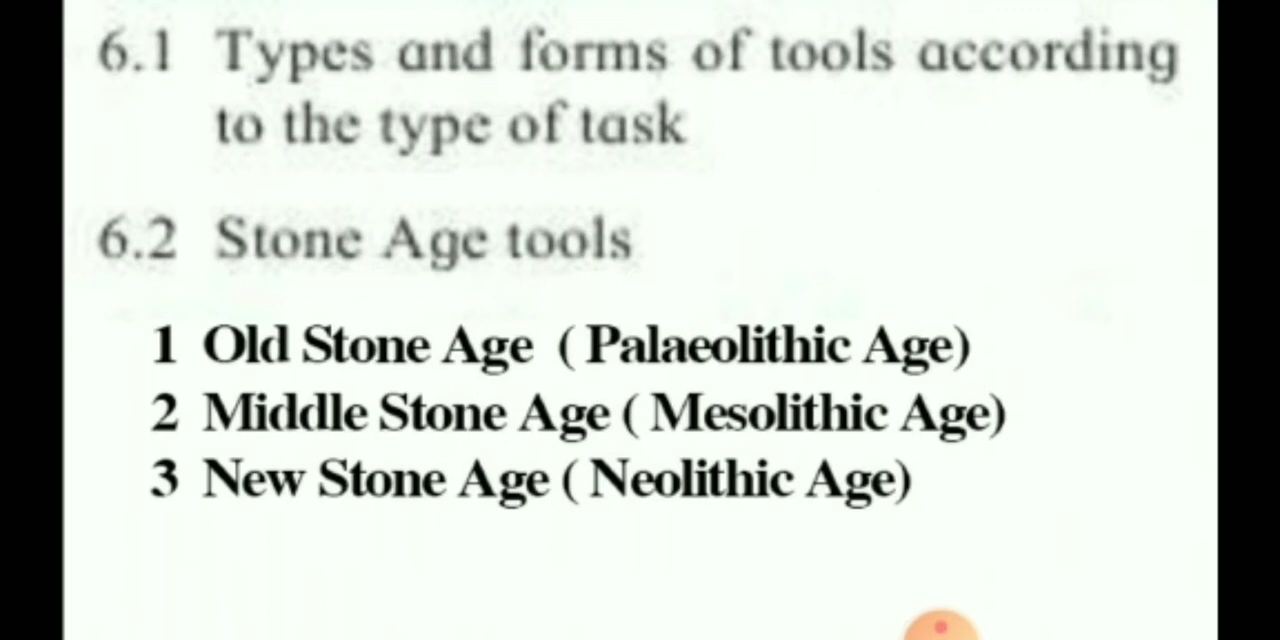 6.1 Types and forms of tools according
to the type of task
6.2 Stone Age tools
1 Old Stone Age ( Palaeolithic Age)
2 Middle Stone Age ( Mesolithic Age)
3 New Stone Age ( Neolithic Age)